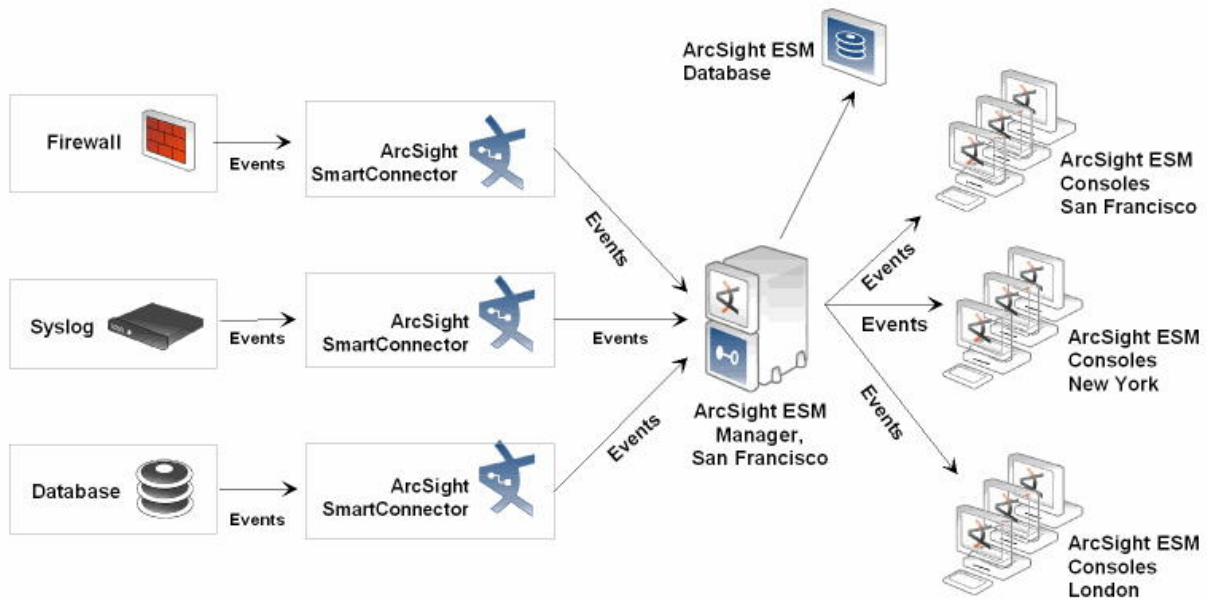 ArcSight ESM
Database
Firewall
Events
ArcSight
SmartConnector
Events
ArcSight ESM
Consoles
San Francisco
Events
Syslog
Events
ArcSight
SmartConnector
Events
Events
ArcSight ESM
Consoles
New York
ArcSight ESM
Manager,
San Francisco
Events
Database
Events
ArcSight
SmartConnector
Events
ArcSight ESM
Consoles
London